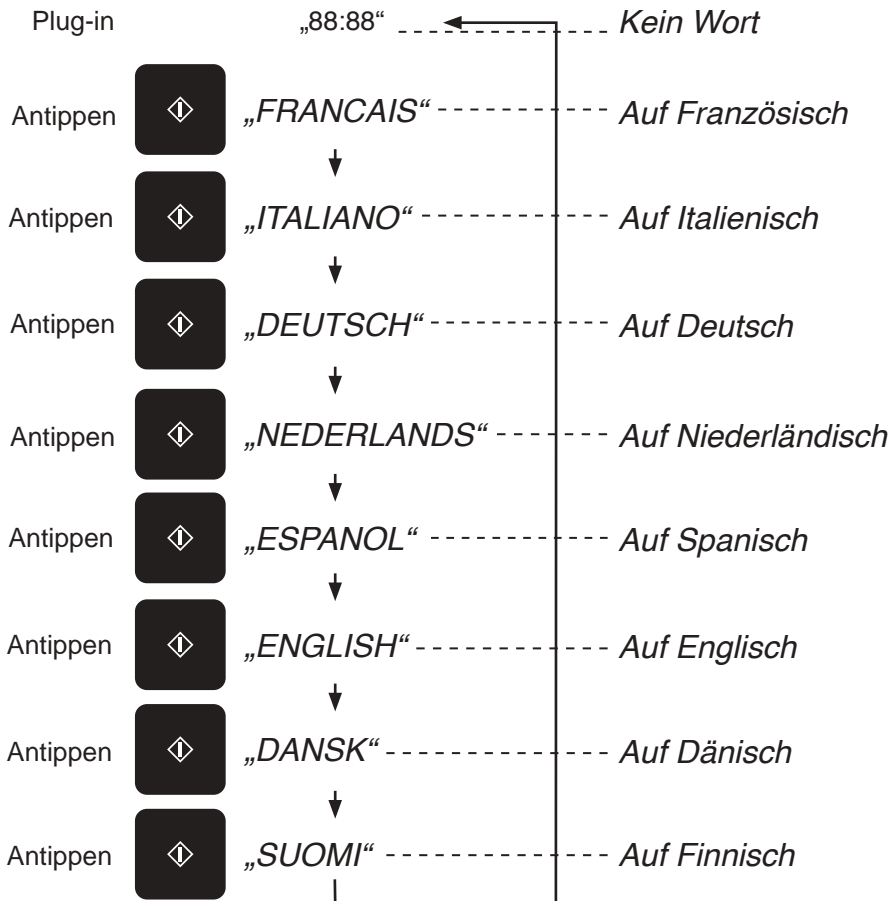 Plug-in „88:88“ Kein Wort
Antippen „FRANCAIS“ Auf Französisch
Antippen „ITALIANO“ Auf Italienisch
Antippen „DEUTSCH“ Auf Deutsch
Antippen „NEDERLANDS“ Auf Niederländisch
Antippen „ESPANOL“ Auf Spanisch
Antippen „ENGLISH“ Auf Englisch
Antippen „DANSK“ Auf Dänisch
Antippen „SUOMI“ Auf Finnisch